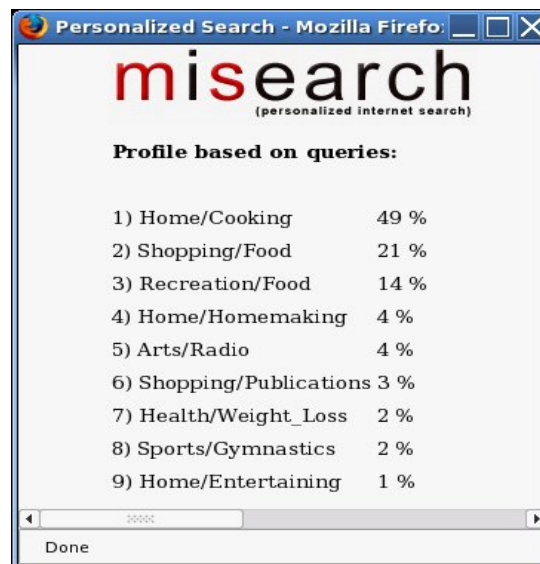 Personalized Search - Mozilla Firefo
misearch
(personalized internet search)
Profile based on queries:
1) Home/Cooking 49 %
2) Shopping/Food 21 %
3) Recreation/Food 14 %
4) Home/Homemaking 4 %
5) Arts/Radio 4 %
6) Shopping/Publications 3 %
7) Health/Weight_Loss 2 %
8) Sports/Gymnastics 2 %
9) Home/Entertaining 1 %
Done